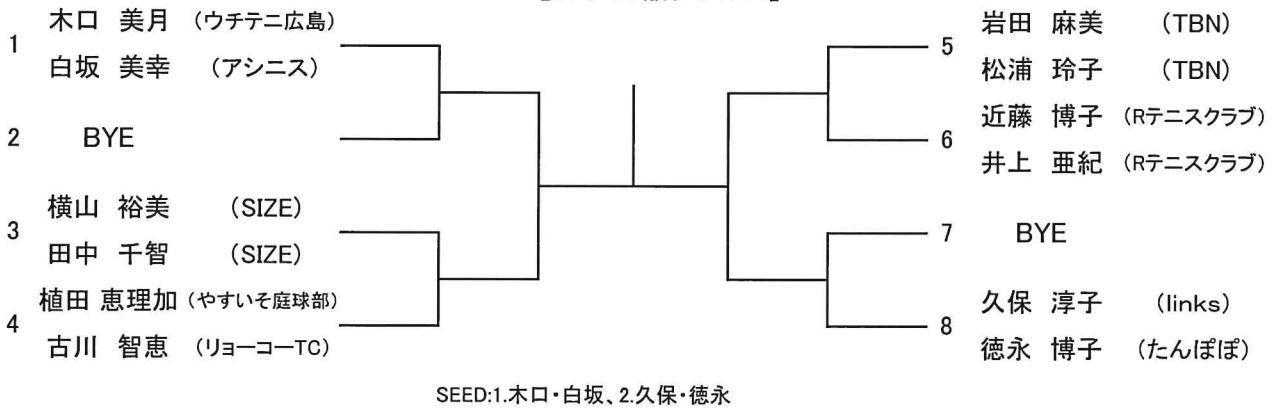 1
木口 美月 (ウチテニ広島)
白坂 美幸 (アシニス)
2 BYE
3
横山 裕美 (SIZE)
田中 千智 (SIZE)
4
植田 恵理加 (やすいそ庭球部)
古川 智恵 (リョーコーTC)
5
岩田 麻美 (TBN)
松浦 玲子 (TBN)
6
近藤 博子 (Rテニスクラブ)
井上 亜紀 (Rテニスクラブ)
7 BYE
8
久保 淳子 (links)
徳永 博子 (たんぽぽ)
SEED:1.木口・白坂、2.久保・徳永